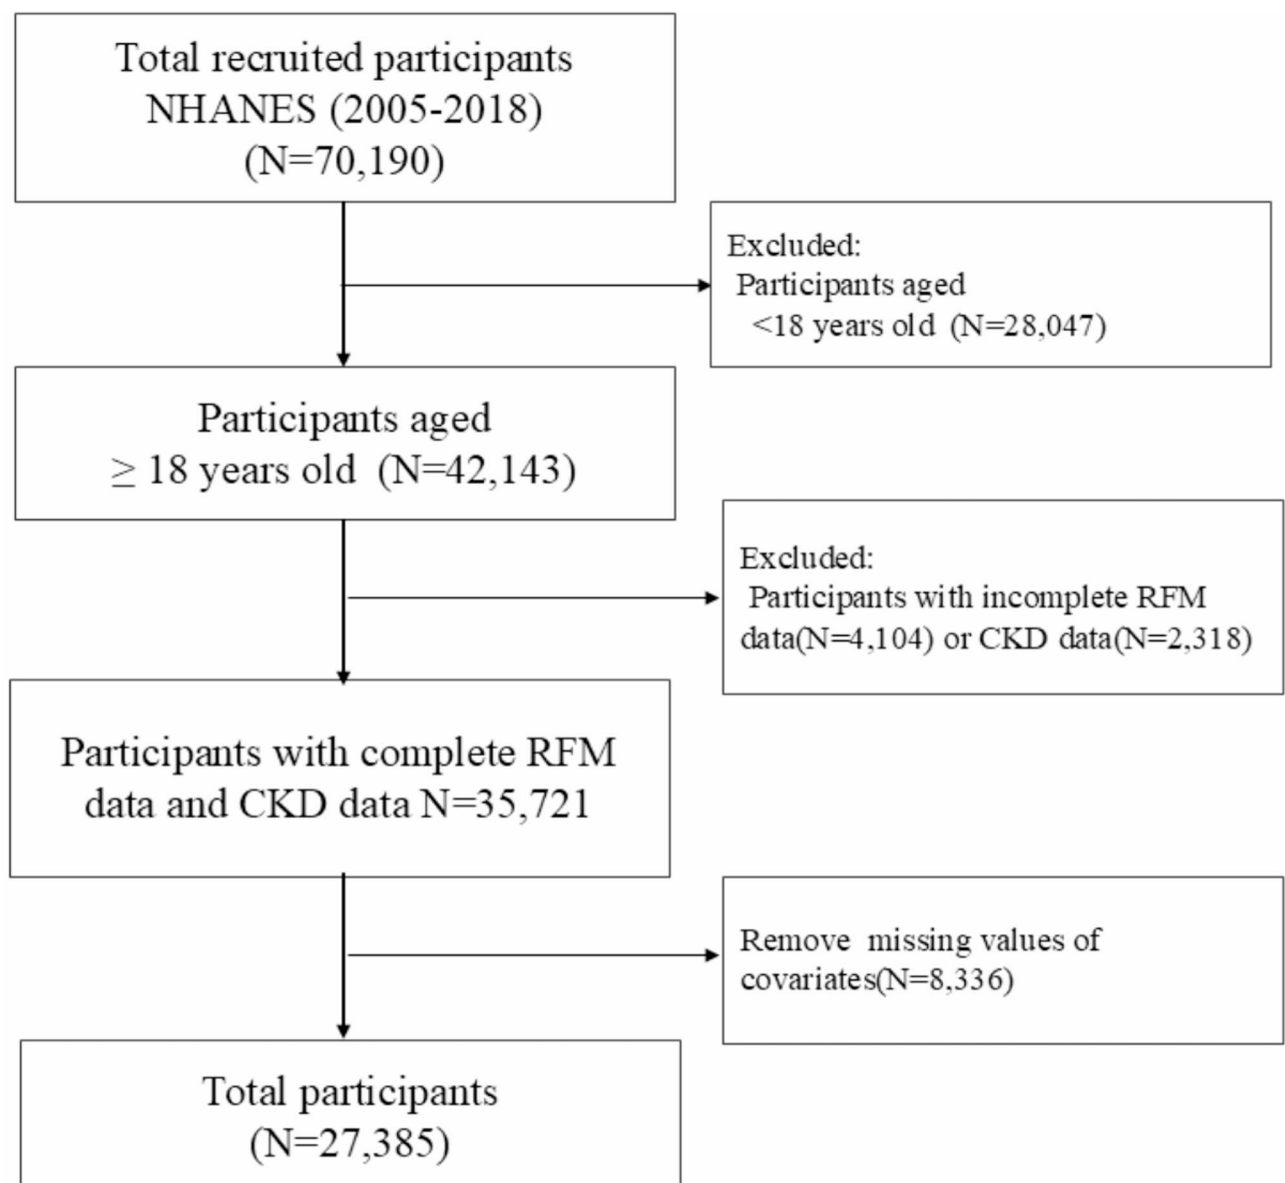 Total recruited participants
NHANES (2005-2018)
(N=70,190)
Excluded:
Participants aged
<18 years old (N=28,047)
Participants aged
≥ 18 years old (N=42,143)
Excluded:
Participants with incomplete RFM
data(N=4,104) or CKD data(N=2,318)
Participants with complete RFM
data and CKD data N=35,721
Remove missing values of
covariates(N=8,336)
Total participants
(N=27,385)